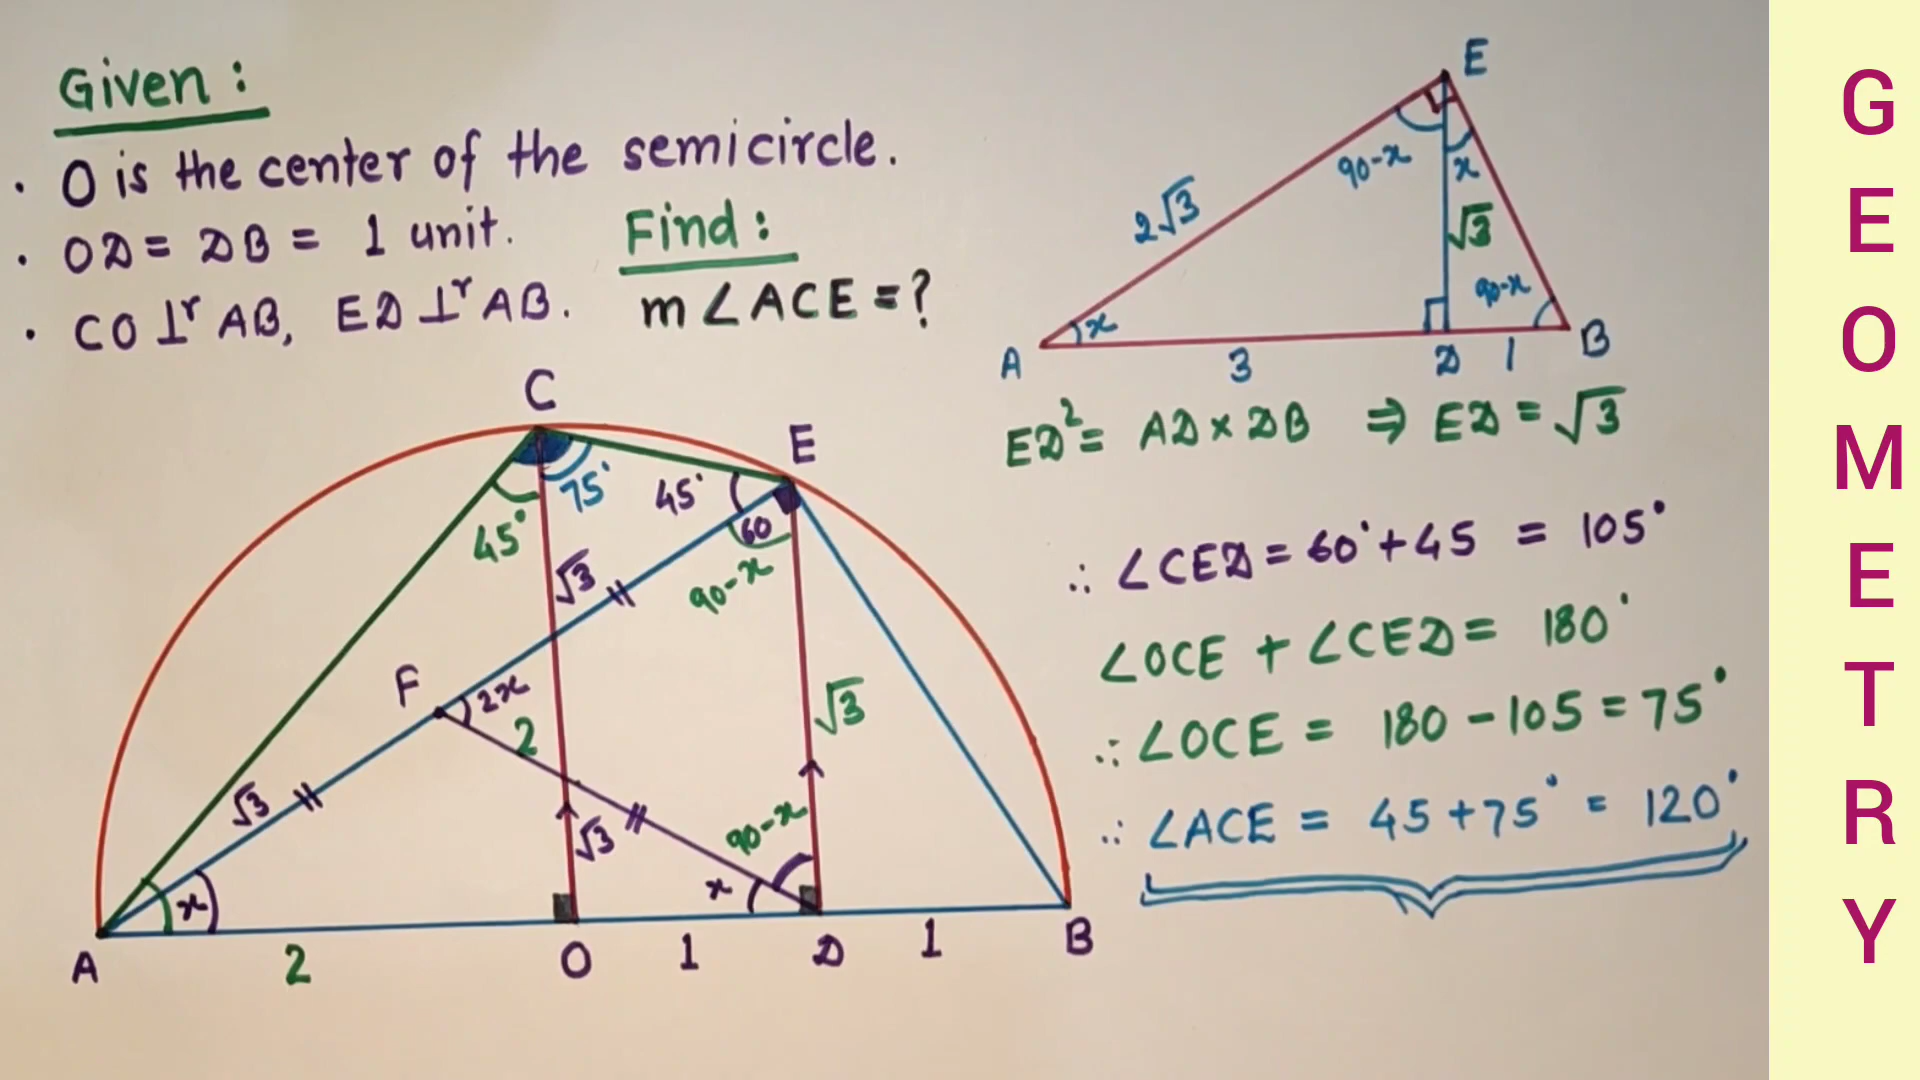 Given :
· O is the center of the semicircle.
· OD = DB = 1 unit.
· CO ⊥r AB, ED ⊥r AB.
Find :
m∠ACE = ?
E
90-x
x
2√3
√3
90-x
x
A
3
D
1
B
ED²= AD × DB ⇒ ED = √3
∴ ∠CED = 60° + 45 = 105°
∠OCE + ∠CED = 180°
∴ ∠OCE = 180 - 105 = 75°
∴ ∠ACE = 45 + 75° = 120°
C
E
75°
45°
45°
60
√3
90-x
F
2x
2
√3
√3
√3
90-x
x
x
A
2
O
1
D
1
B
GEOMETRY